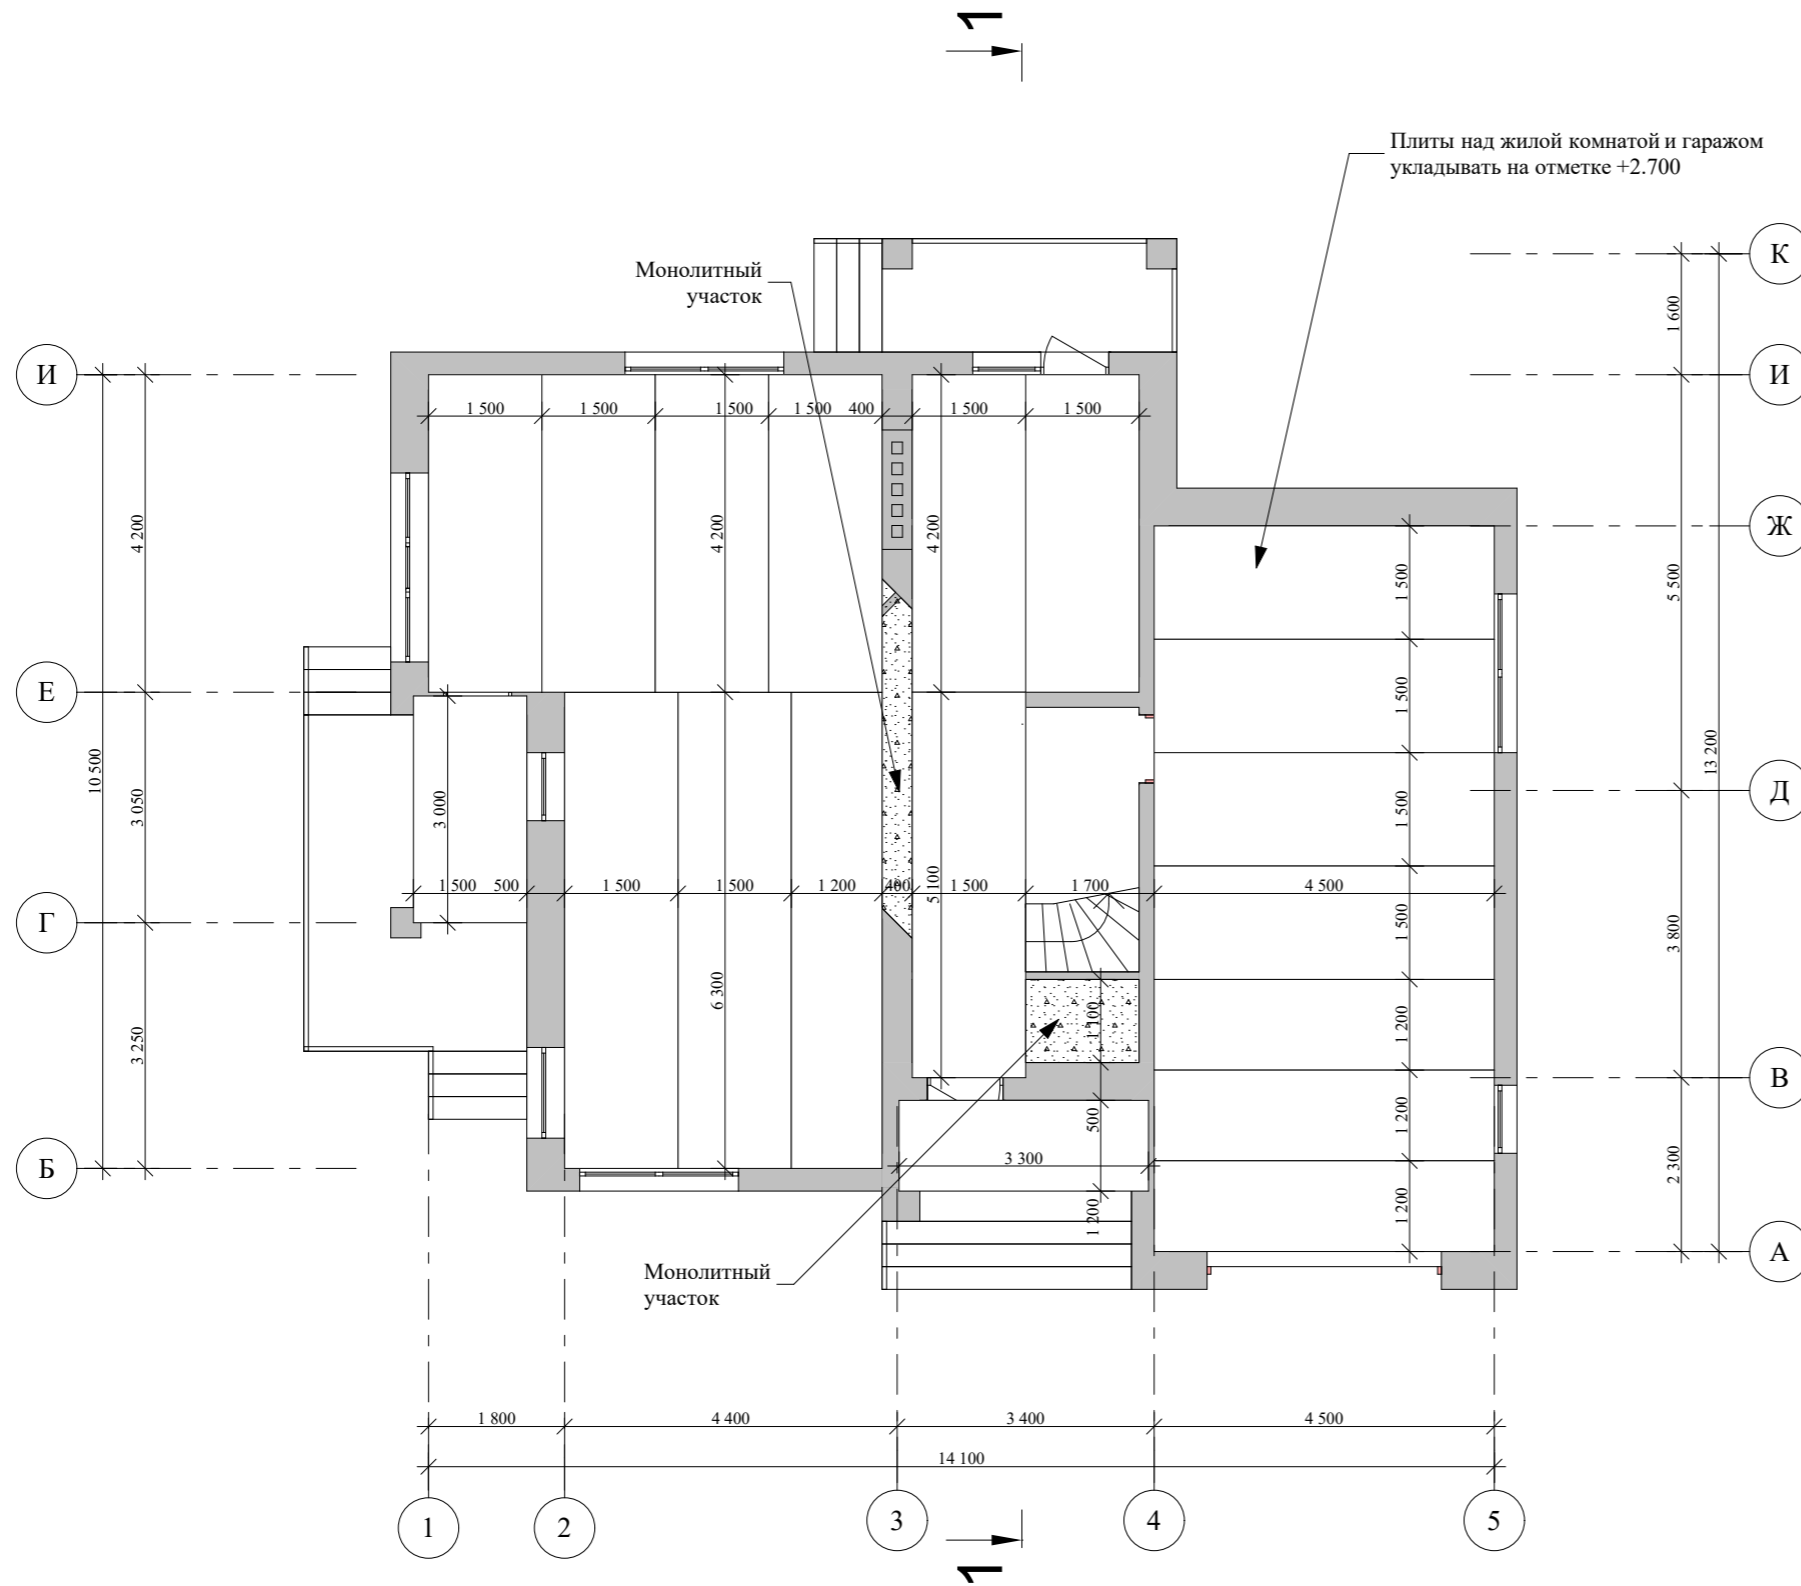 1
Плиты над жилой комнатой и гаражом
укладывать на отметке +2.700
К
Монолитный
участок
1 600
И
И
1 500 1 500 1 500 1 500 400 1 500 1 500
4 200
4 200
4 200
Ж
1 500
5 500
Е
1 500
10 500
3 050
3 000
13 200
Д
1 500
5 100
1 500 500 1 500 1 500 1 200 400 1 500 1 700 4 500
Г
1 500
3 800
6 300
3 250
1 100
1 200
В
500
1 200
Б
3 300
2 300
1 200
1 200
А
Монолитный
участок
1 800 4 400 3 400 4 500
14 100
1 2 3 4 5
1